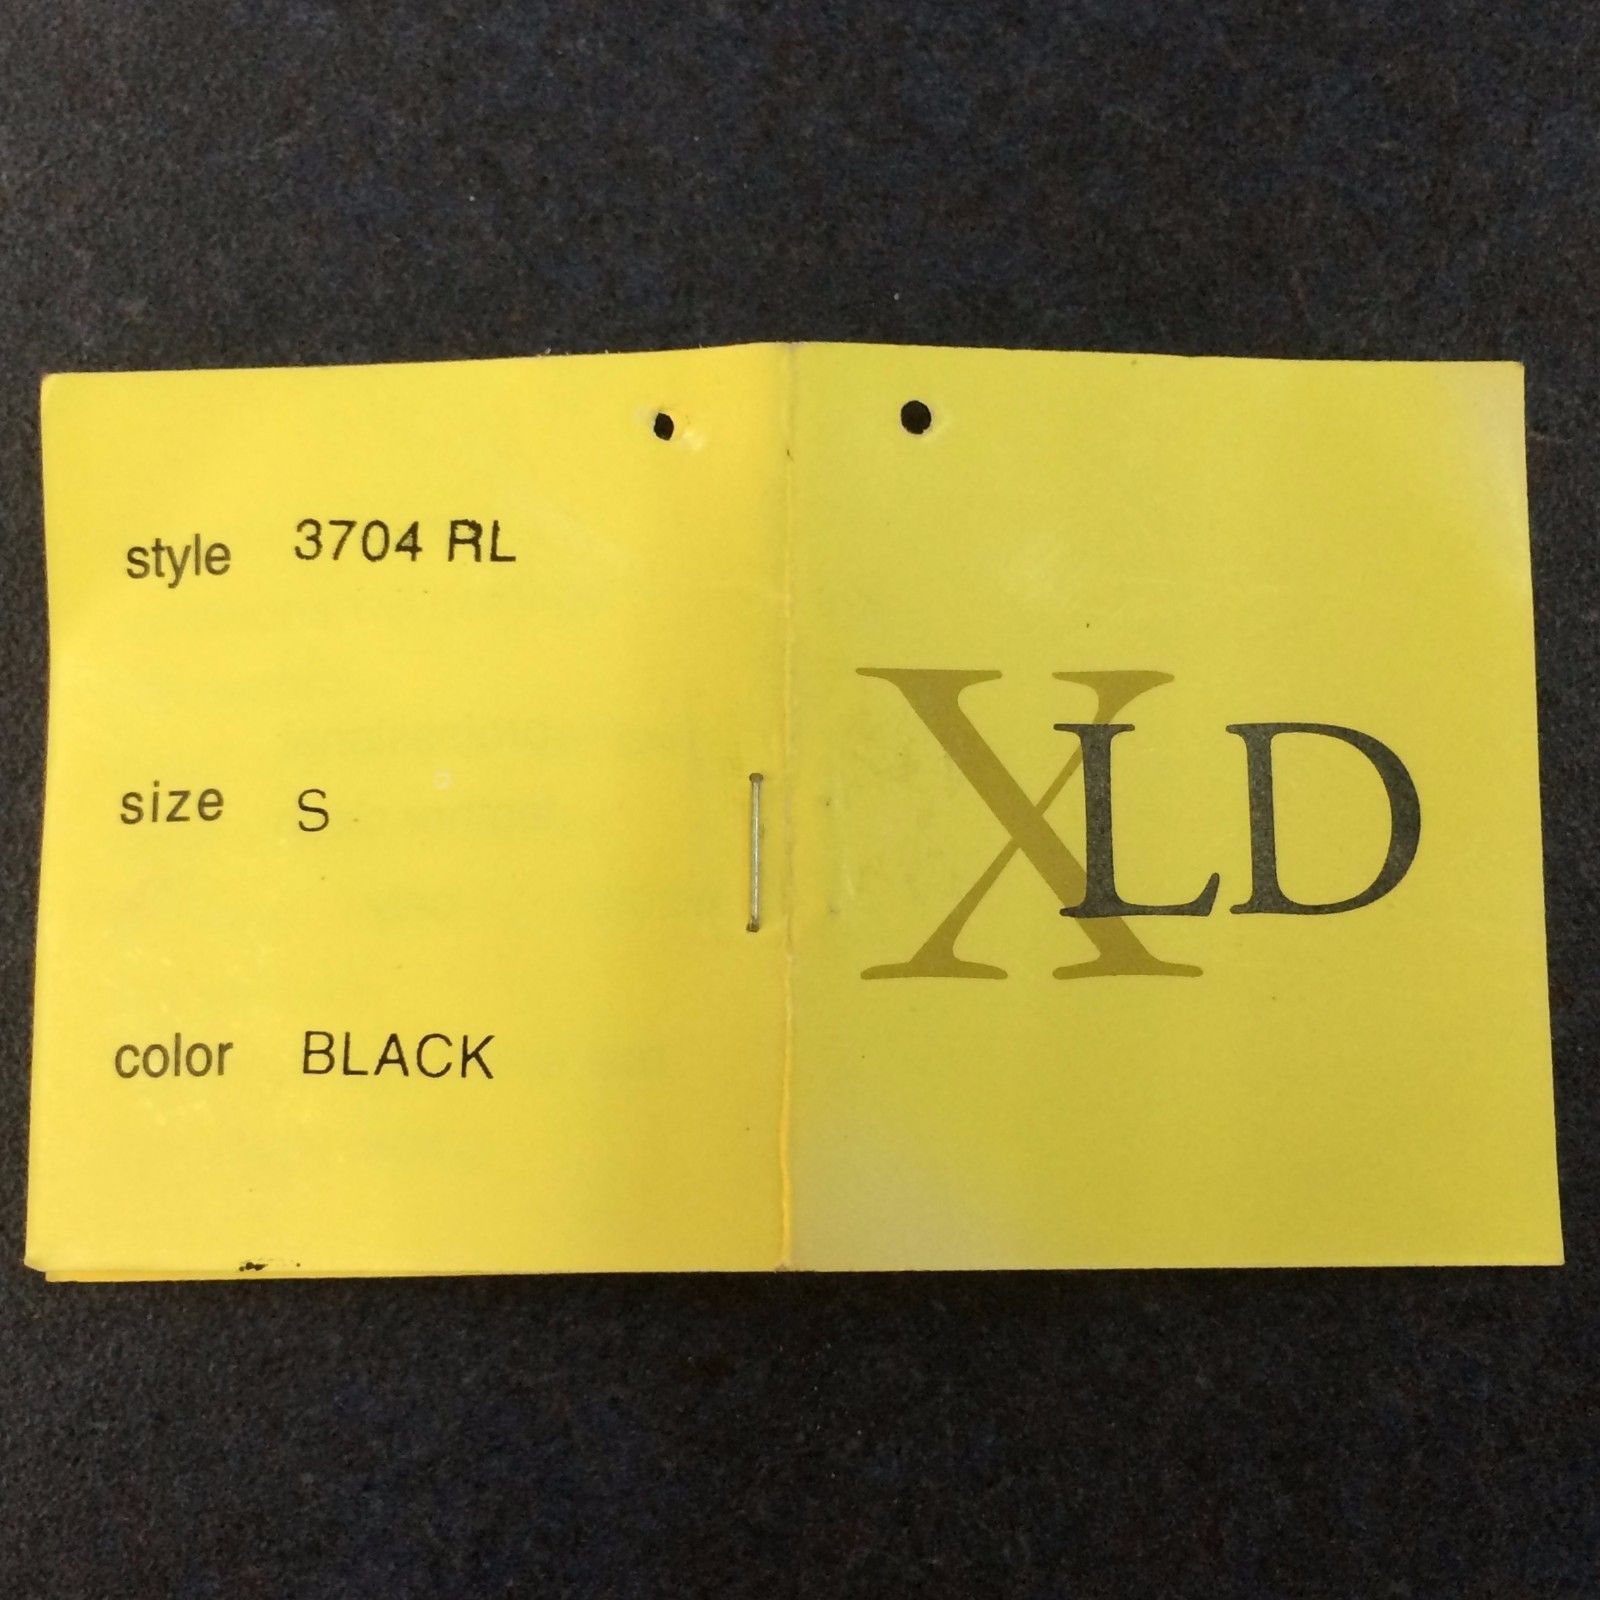 style 3704 RL
size S
color BLACK
XLD